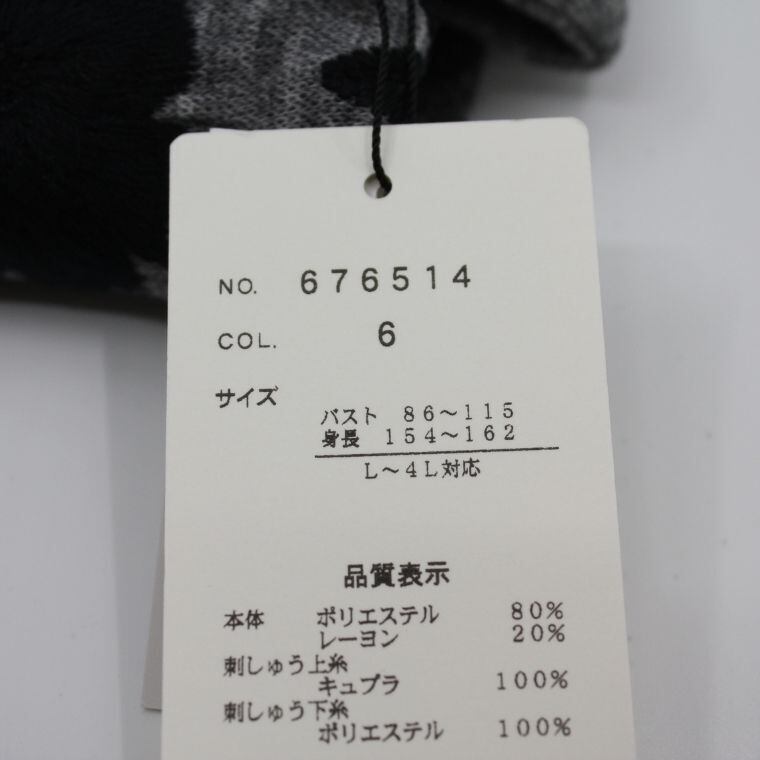 NO. 676514
COL. 6
サイズ
バスト 86～115
身長 154～162
L～4L対応
品質表示
本体 ポリエステル 80%
レーヨン 20%
刺しゅう上糸
キュプラ 100%
刺しゅう下糸
ポリエステル 100%